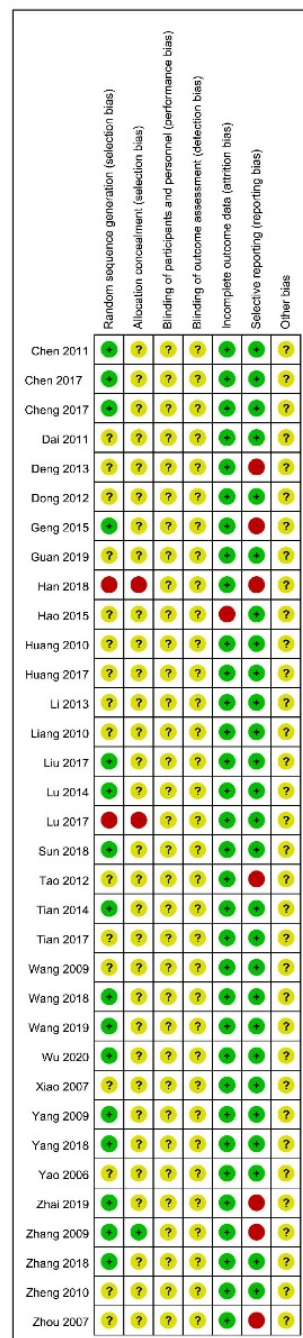 Random sequence generation (selection bias)
Allocation concealment (selection bias)
Blinding of participants and personnel (performance bias)
Blinding of outcome assessment (detection bias)
Incomplete outcome data (attrition bias)
Selective reporting (reporting bias)
Other bias
Chen 2011 + ? ? ? + + ?
Chen 2017 + ? ? ? + + ?
Cheng 2017 + ? ? ? + + ?
Dai 2011 ? ? ? ? + + ?
Deng 2013 ? ? ? ? + ?
Dong 2012 ? ? ? ? + + ?
Geng 2015 + ? ? ? + ?
Guan 2019 ? ? ? ? + + ?
Han 2018 ? ? + ?
Hao 2015 ? ? ? ? + ?
Huang 2010 ? ? ? ? + + ?
Huang 2017 ? ? ? ? + + ?
Li 2013 ? ? ? ? + + ?
Liang 2010 ? ? ? ? + + ?
Liu 2017 + ? ? ? + + ?
Lu 2014 + ? ? ? + + ?
Lu 2017 ? ? + + ?
Sun 2018 + ? ? ? + + ?
Tao 2012 ? ? ? ? + ?
Tian 2014 + ? ? ? + + ?
Tian 2017 ? ? ? ? + + ?
Wang 2009 ? ? ? ? + + ?
Wang 2018 + ? ? ? + + ?
Wang 2019 + ? ? ? + + ?
Wu 2020 + ? ? ? + + ?
Xiao 2007 ? ? ? ? + + ?
Yang 2009 + ? ? ? + + ?
Yang 2018 + ? ? ? + + ?
Yao 2006 ? ? ? ? + + ?
Zhai 2019 + ? ? ? + ?
Zhang 2009 + + ? ? + ?
Zhang 2018 + ? ? ? + + ?
Zheng 2010 ? ? ? ? + + ?
Zhou 2007 ? ? ? ? + ?